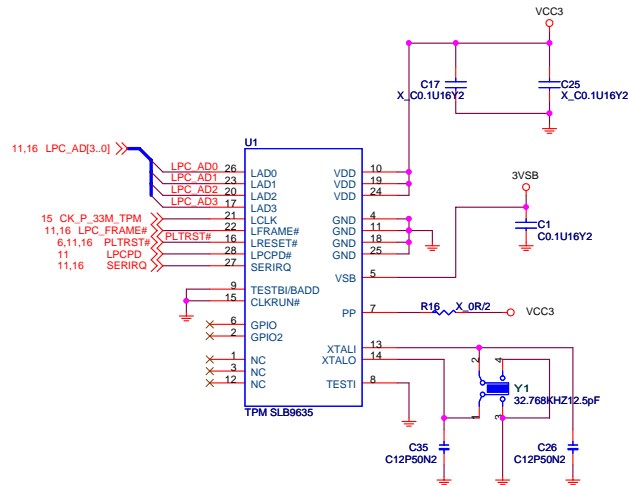 VCC3
C17
X_C0.1U16Y2
C25
X_C0.1U16Y2
U1
11,16 LPC_AD[3..0]
LPC_AD0 26 LAD0
LPC_AD1 23 LAD1
LPC_AD2 20 LAD2
LPC_AD3 17 LAD3
15 CK_P_33M_TPM 21 LCLK
11,16 LPC_FRAME# 22 LFRAME#
6,11,16 PLTRST# PLTRST# 16 LRESET#
11 LPCPD 28 LPCPD#
11,16 SERIRQ 27 SERIRQ
9 TESTBI/BADD
15 CLKRUN#
6 GPIO
2 GPIO2
1 NC
3 NC
12 NC
VDD 10
VDD 19
VDD 24
GND 4
GND 11
GND 18
GND 25
VSB 5
PP 7
XTALI 13
XTALO 14
TESTI 8
TPM SLB9635
3VSB
C1
C0.1U16Y2
R16 X_0R/2 VCC3
2 4
Y1
32.768KHZ12.5pF
1 3
C35
C12P50N2
C26
C12P50N2